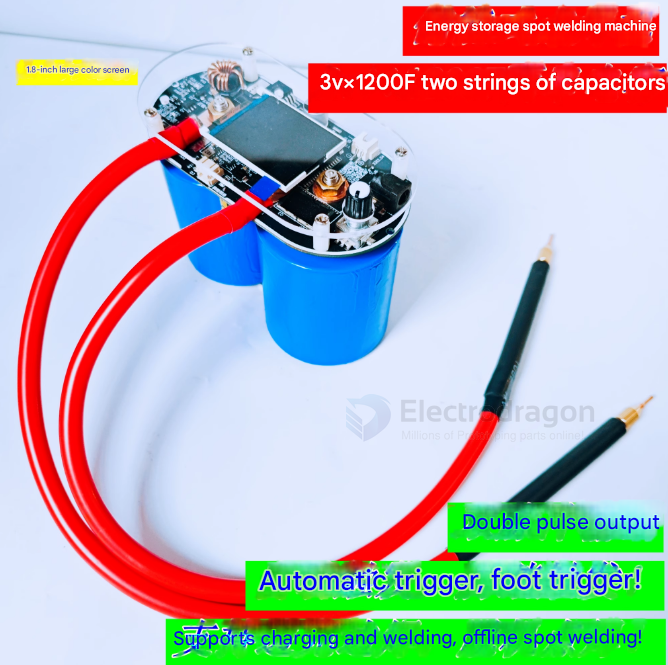 Energy storage spot welding machine
1.8-inch large color screen
3v×1200F two strings of capacitors
Electrodragon
Millions of Prototyping parts online!
Double pulse output
Automatic trigger, foot trigger!
Supports charging and welding, offline spot welding!